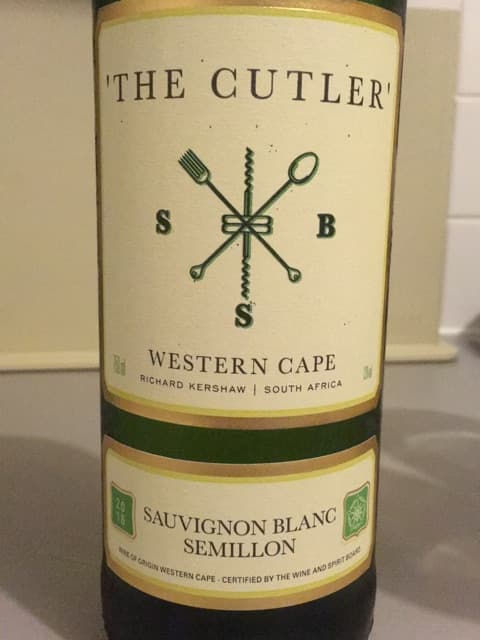 'THE CUTLER'
S B
S
WESTERN CAPE
RICHARD KERSHAW | SOUTH AFRICA
20
SAUVIGNON BLANC
SEMILLON
WINE OF ORIGIN WESTERN CAPE · CERTIFIED BY THE WINE AND SPIRIT BOARD